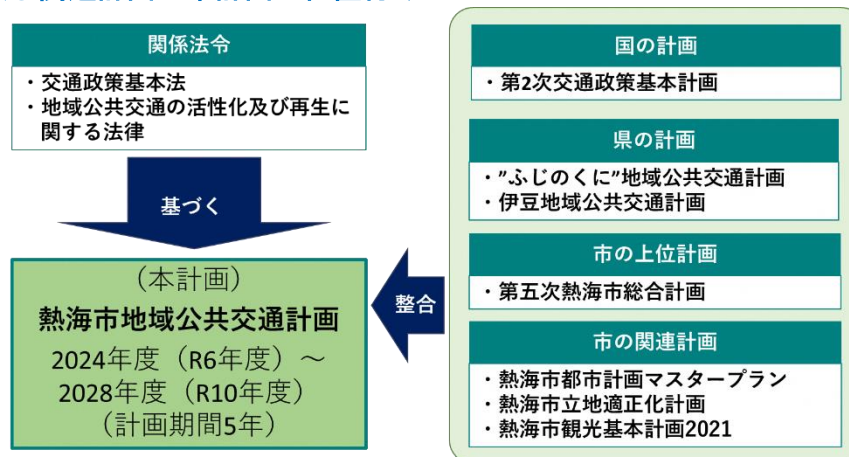 関係法令
・交通政策基本法
・地域公共交通の活性化及び再生に
関する法律
基づく
(本計画)
熱海市地域公共交通計画
2024年度（R6年度）～
2028年度（R10年度）
（計画期間5年）
整合
国の計画
・第2次交通政策基本計画
県の計画
・”ふじのくに”地域公共交通計画
・伊豆地域公共交通計画
市の上位計画
・第五次熱海市総合計画
市の関連計画
・熱海市都市計画マスタープラン
・熱海市立地適正化計画
・熱海市観光基本計画2021